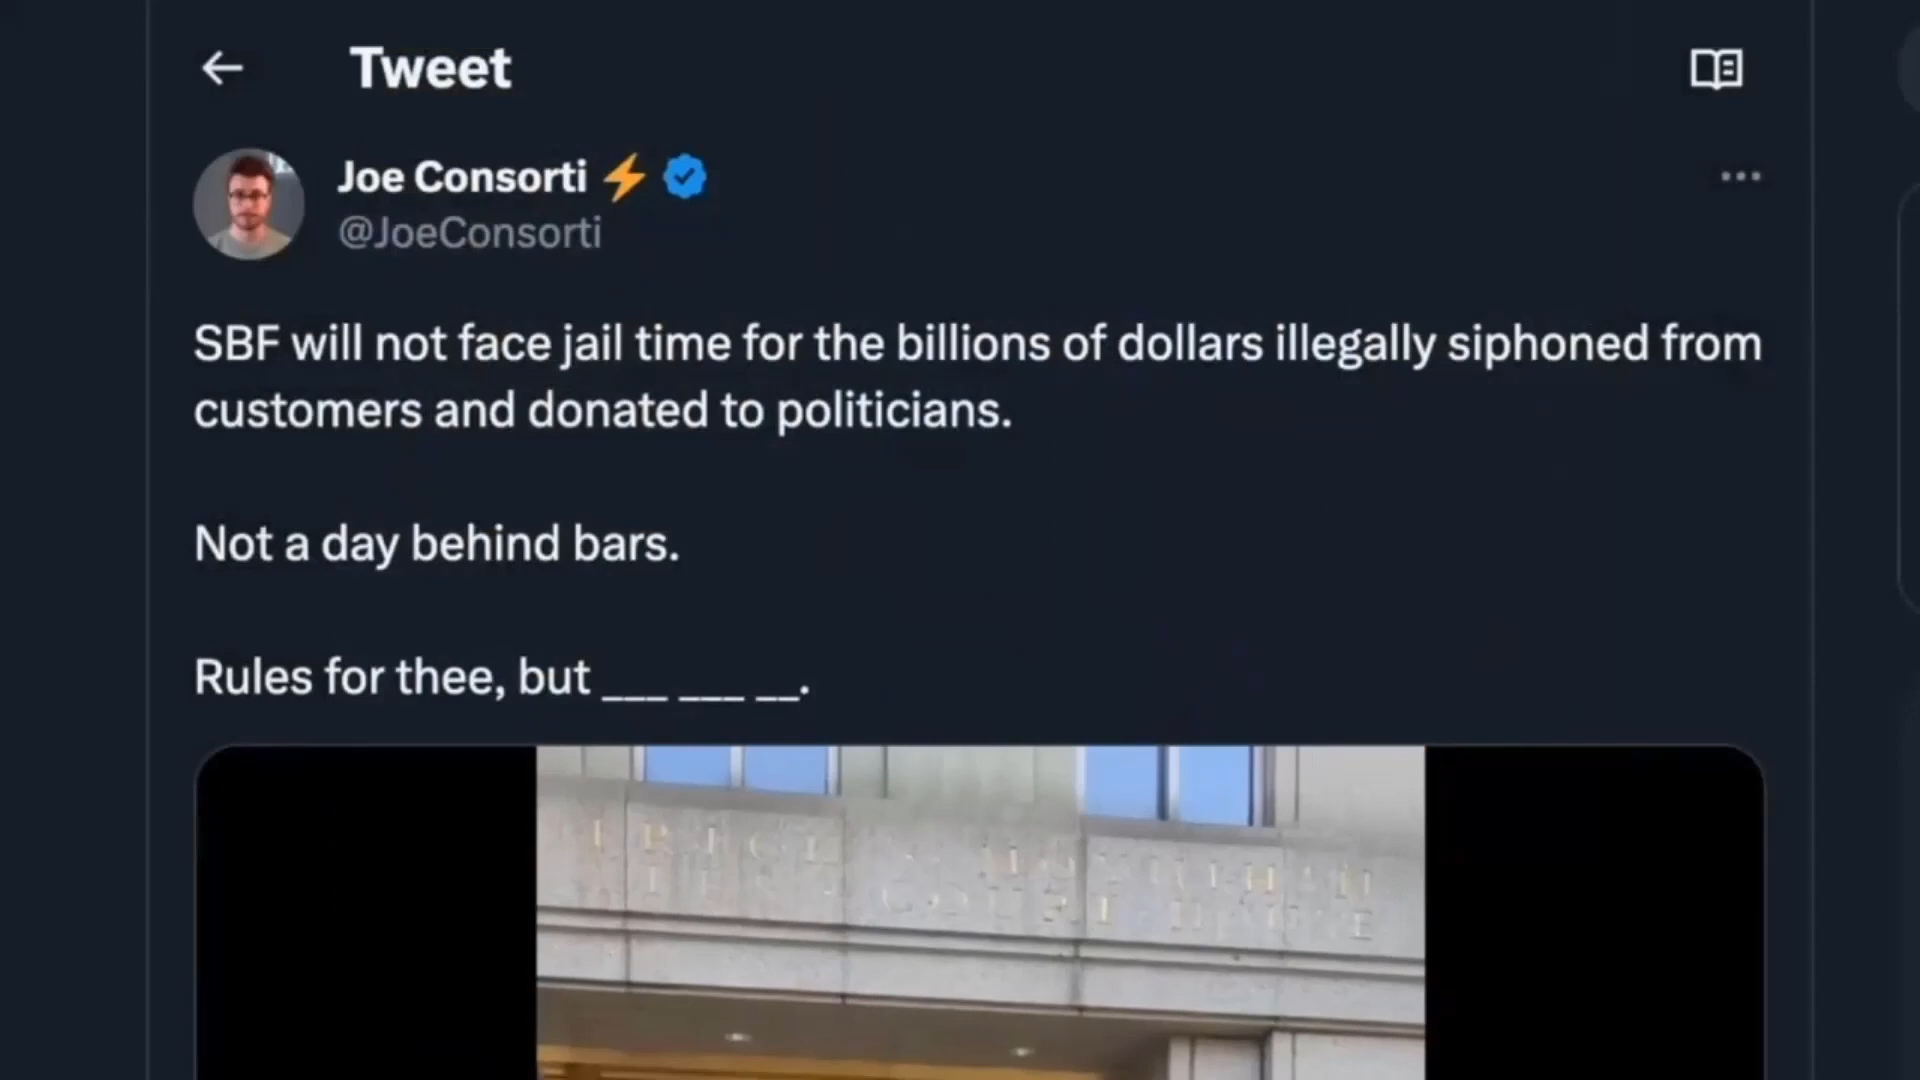 Tweet
Joe Consorti⚡
@JoeConsorti
SBF will not face jail time for the billions of dollars illegally siphoned from
customers and donated to politicians.
Not a day behind bars.
Rules for thee, but ___ ___ __.